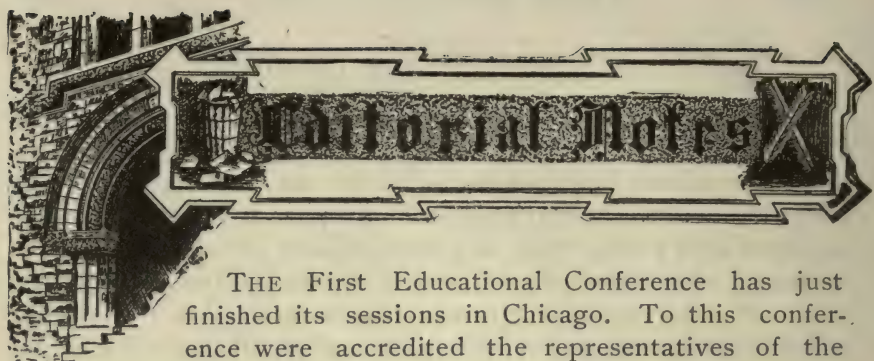 Editorial Notes
THE First Educational Conference has just
finished its sessions in Chicago. To this confer-
ence were accredited the representatives of the